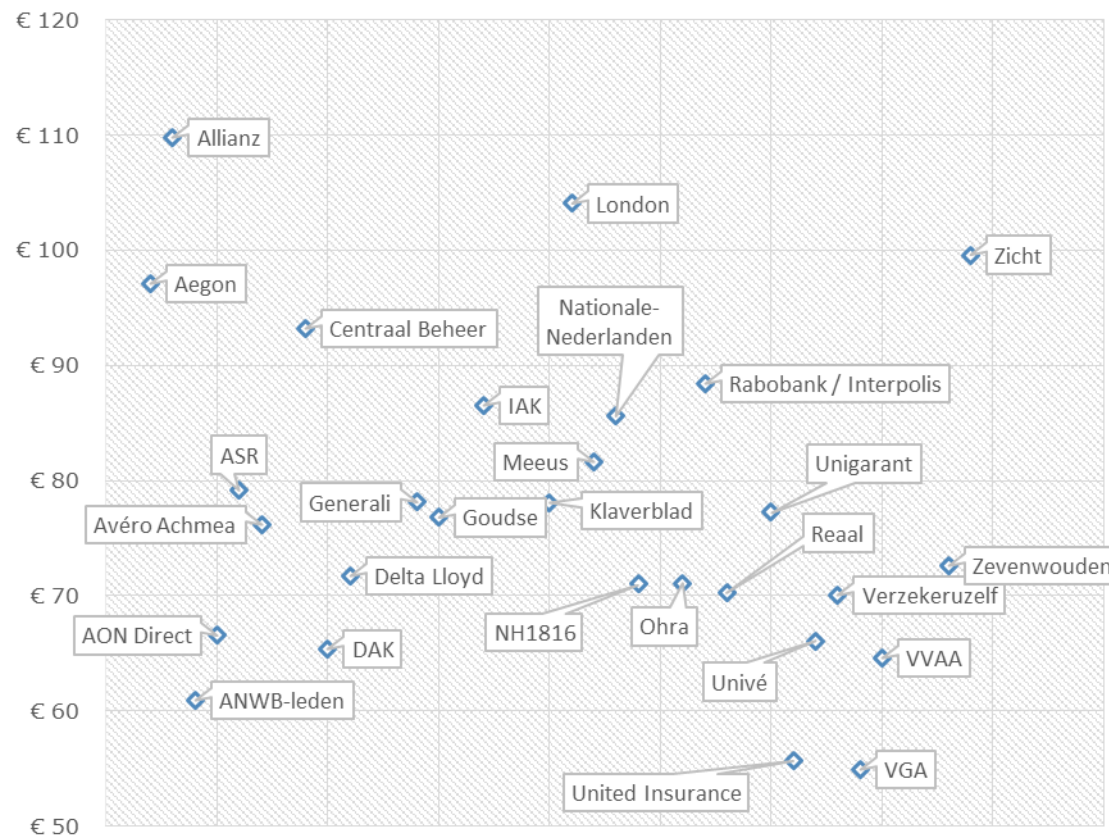 € 120
€ 110
€ 100
€ 90
€ 80
€ 70
€ 60
€ 50
Allianz
London
Zicht
Aegon
Nationale-
Nederlanden
Centraal Beheer
Rabobank / Interpolis
IAK
ASR
Meeus
Unigarant
Generali
Klaverblad
Goudse
Avéro Achmea
Reaal
Zevenwouden
Delta Lloyd
Verzekeruzelf
NH1816
Ohra
AON Direct
DAK
VVAA
Univé
ANWB-leden
VGA
United Insurance